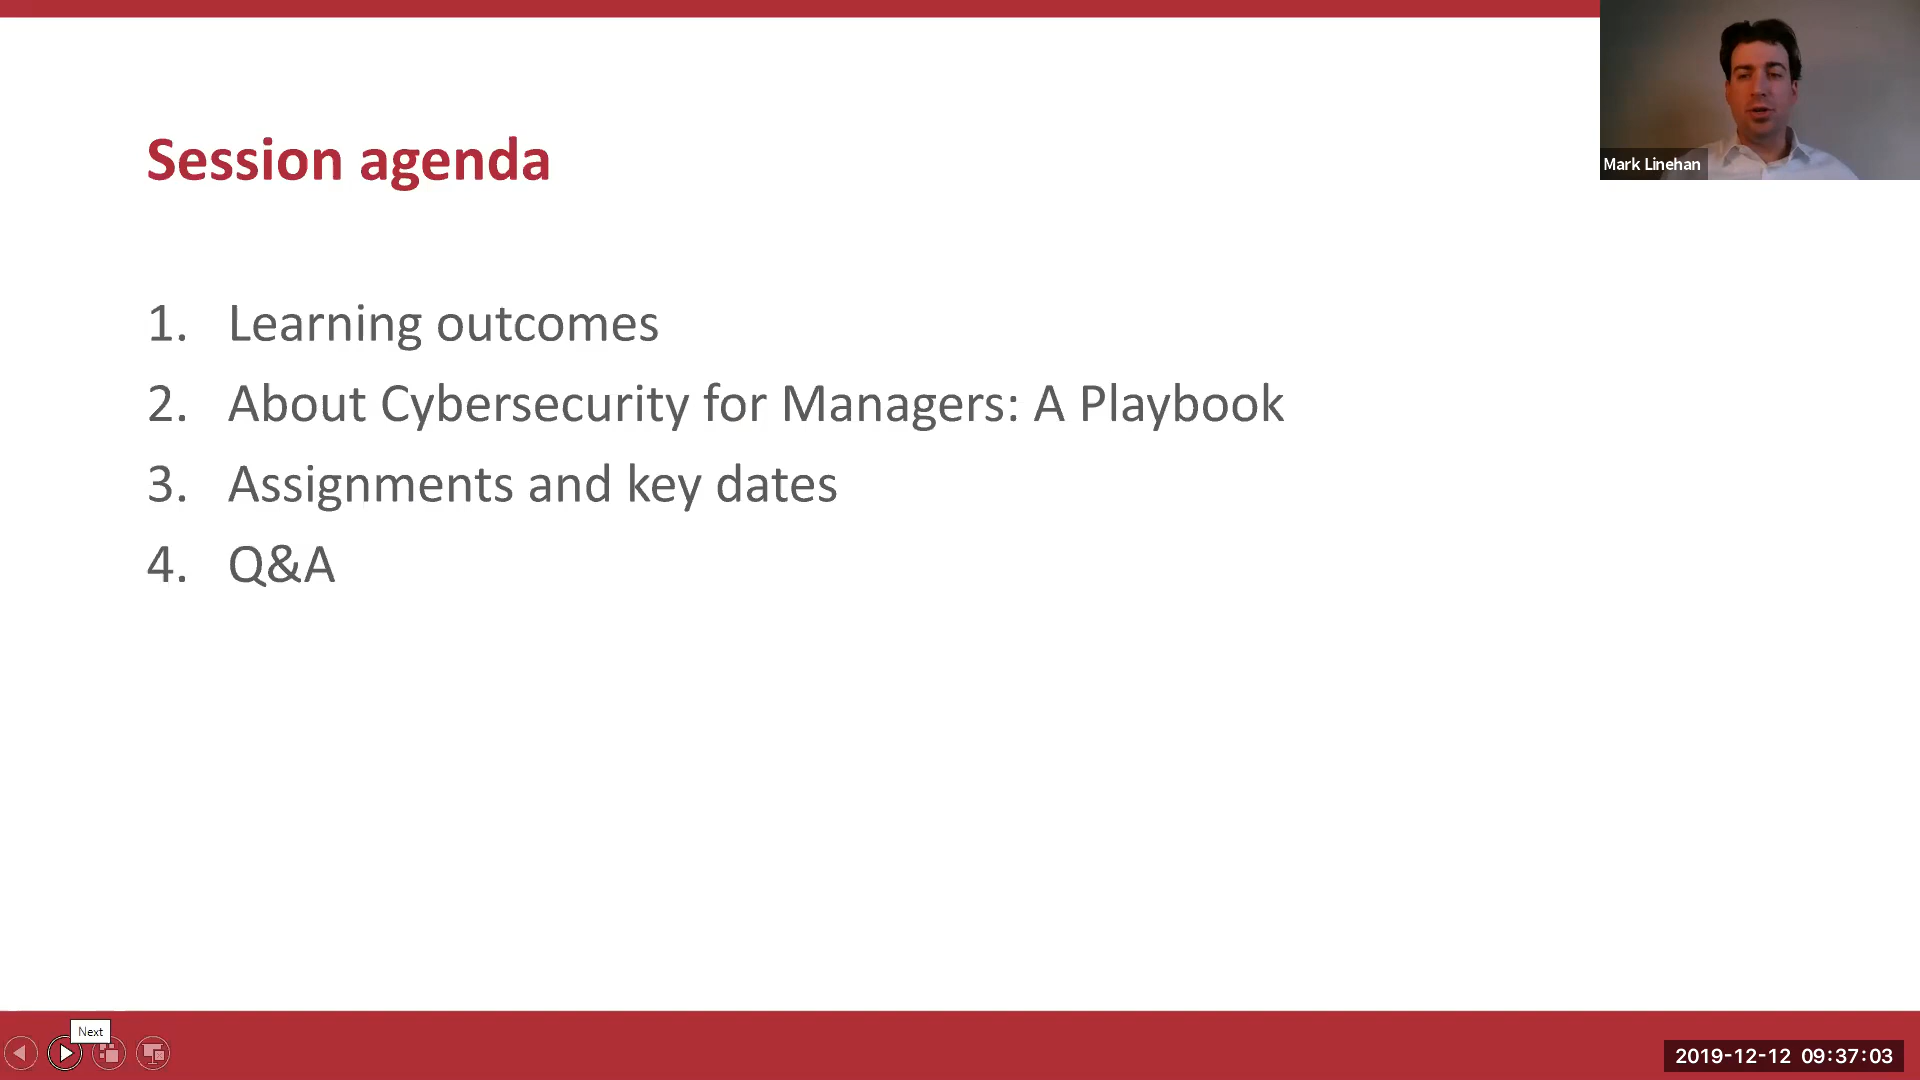 Session agenda
Mark Linehan
1. Learning outcomes
2. About Cybersecurity for Managers: A Playbook
3. Assignments and key dates
4. Q&A
Next
2019-12-12 09:37:03